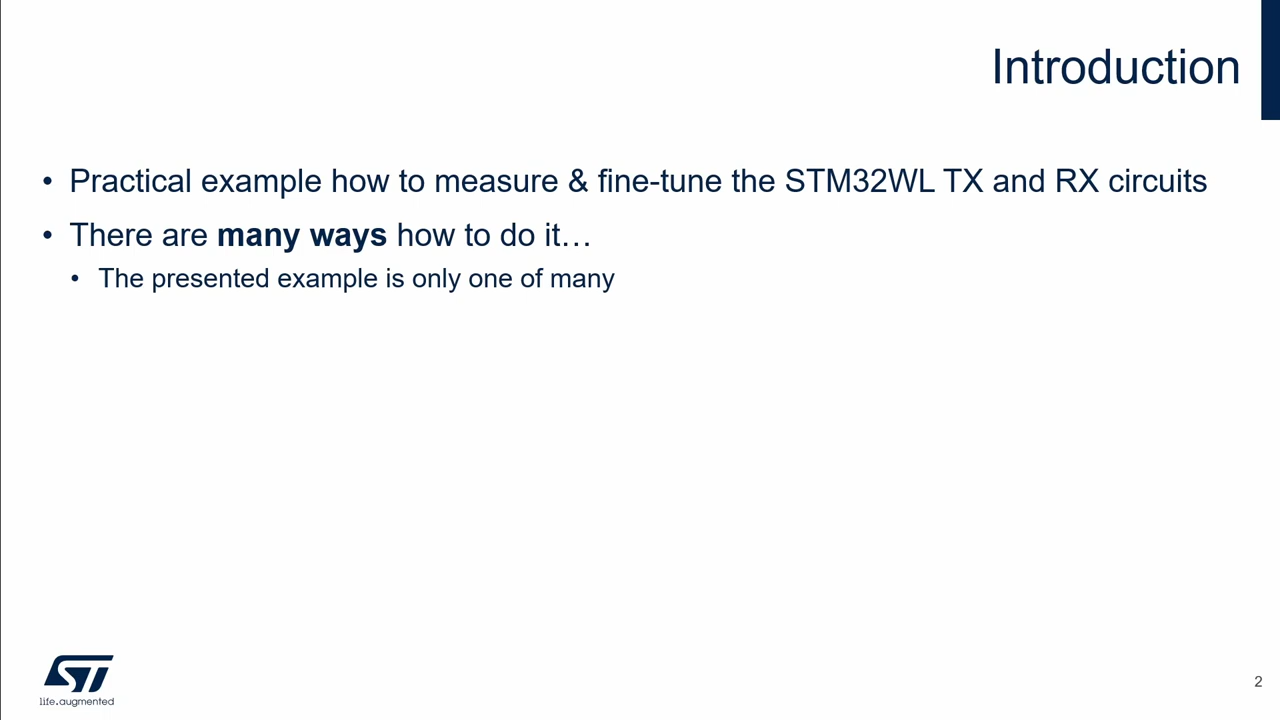 Introduction
• Practical example how to measure & fine-tune the STM32WL TX and RX circuits
• There are many ways how to do it…
• The presented example is only one of many
ST
life.augmented
2